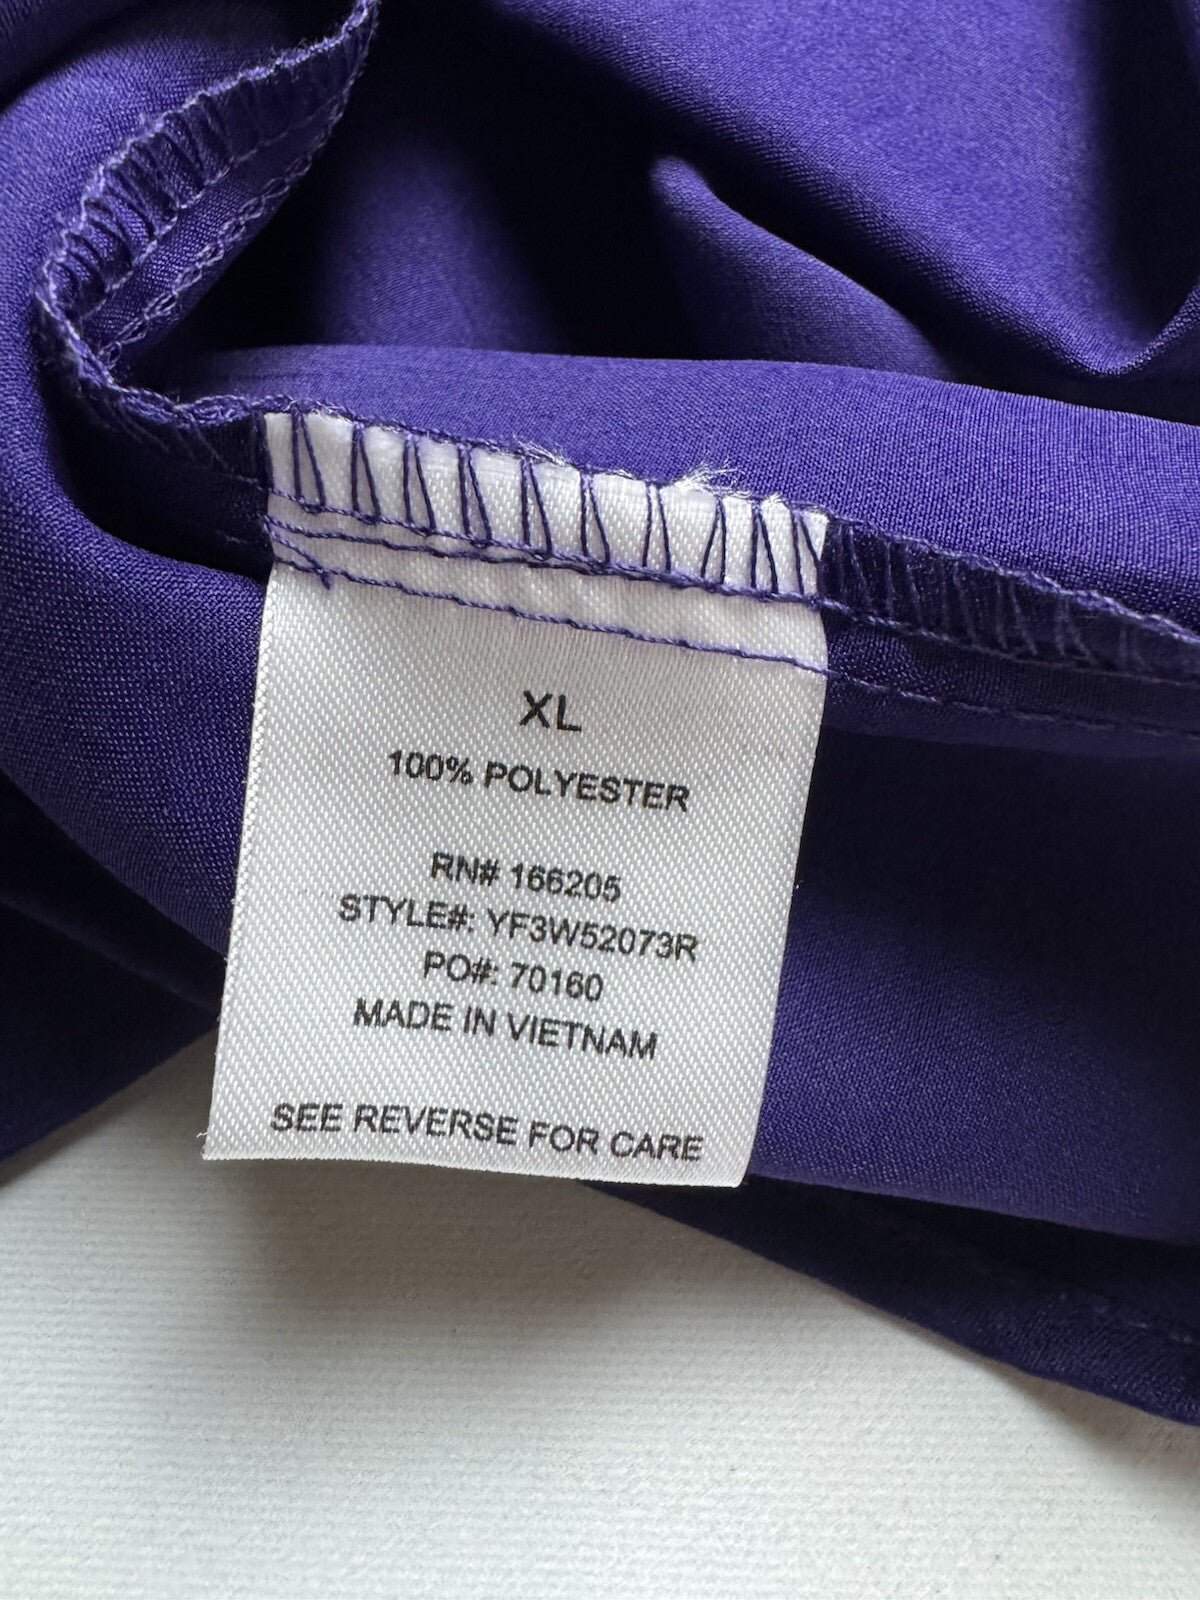 XL
100% POLYESTER
RN# 166205
STYLE#: YF3W52073R
PO#: 70160
MADE IN VIETNAM
SEE REVERSE FOR CARE